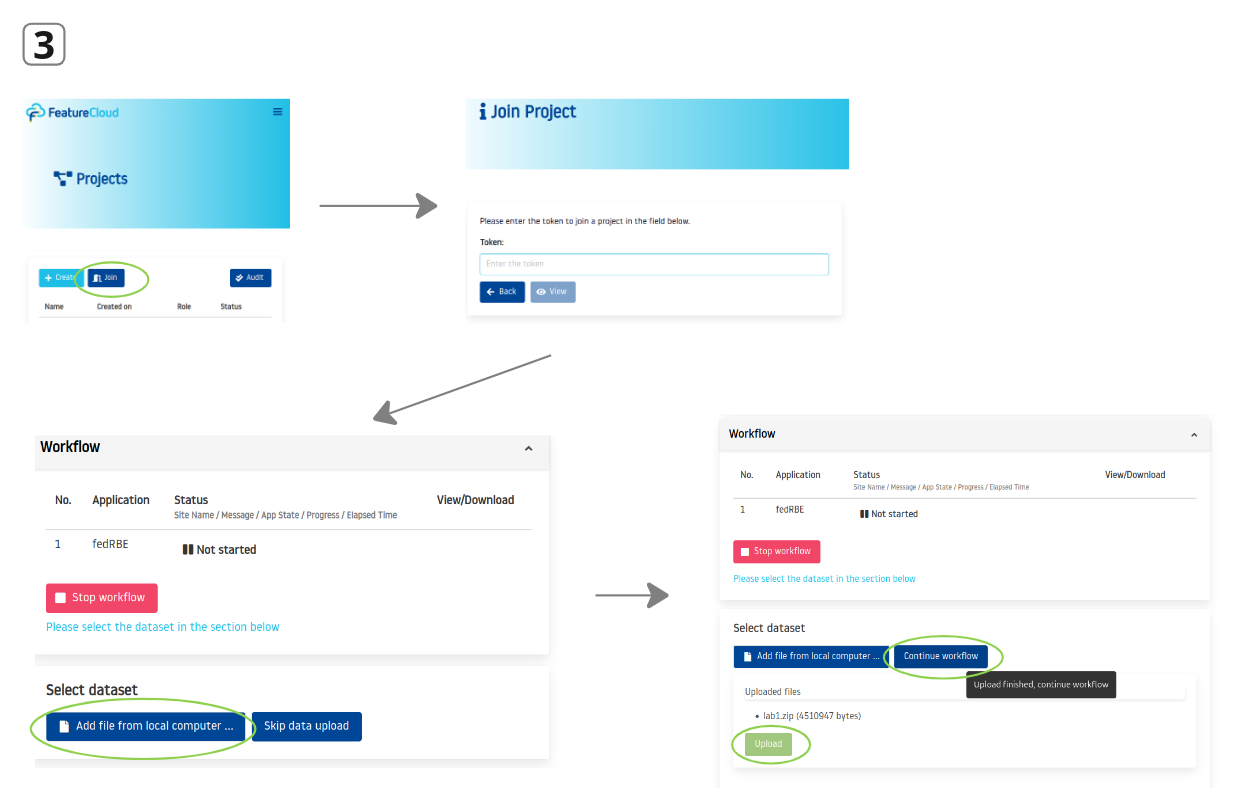 3
FeatureCloud
Projects
+ Create
Join
Audit
Name Created on Role Status
Join Project
Please enter the token to join a project in the field below.
Token:
Enter the token
Back
View
Workflow
No. Application Status View/Download
Site Name / Message / App State / Progress / Elapsed Time
1 fedRBE Not started
Stop workflow
Please select the dataset in the section below
Select dataset
Add file from local computer ...
Skip data upload
Workflow
No. Application Status View/Download
Site Name / Message / App State / Progress / Elapsed Time
1 fedRBE Not started
Stop workflow
Please select the dataset in the section below
Select dataset
Add file from local computer ...
Continue workflow
Upload finished, continue workflow
Uploaded files
• lab1.zip (4510947 bytes)
Upload